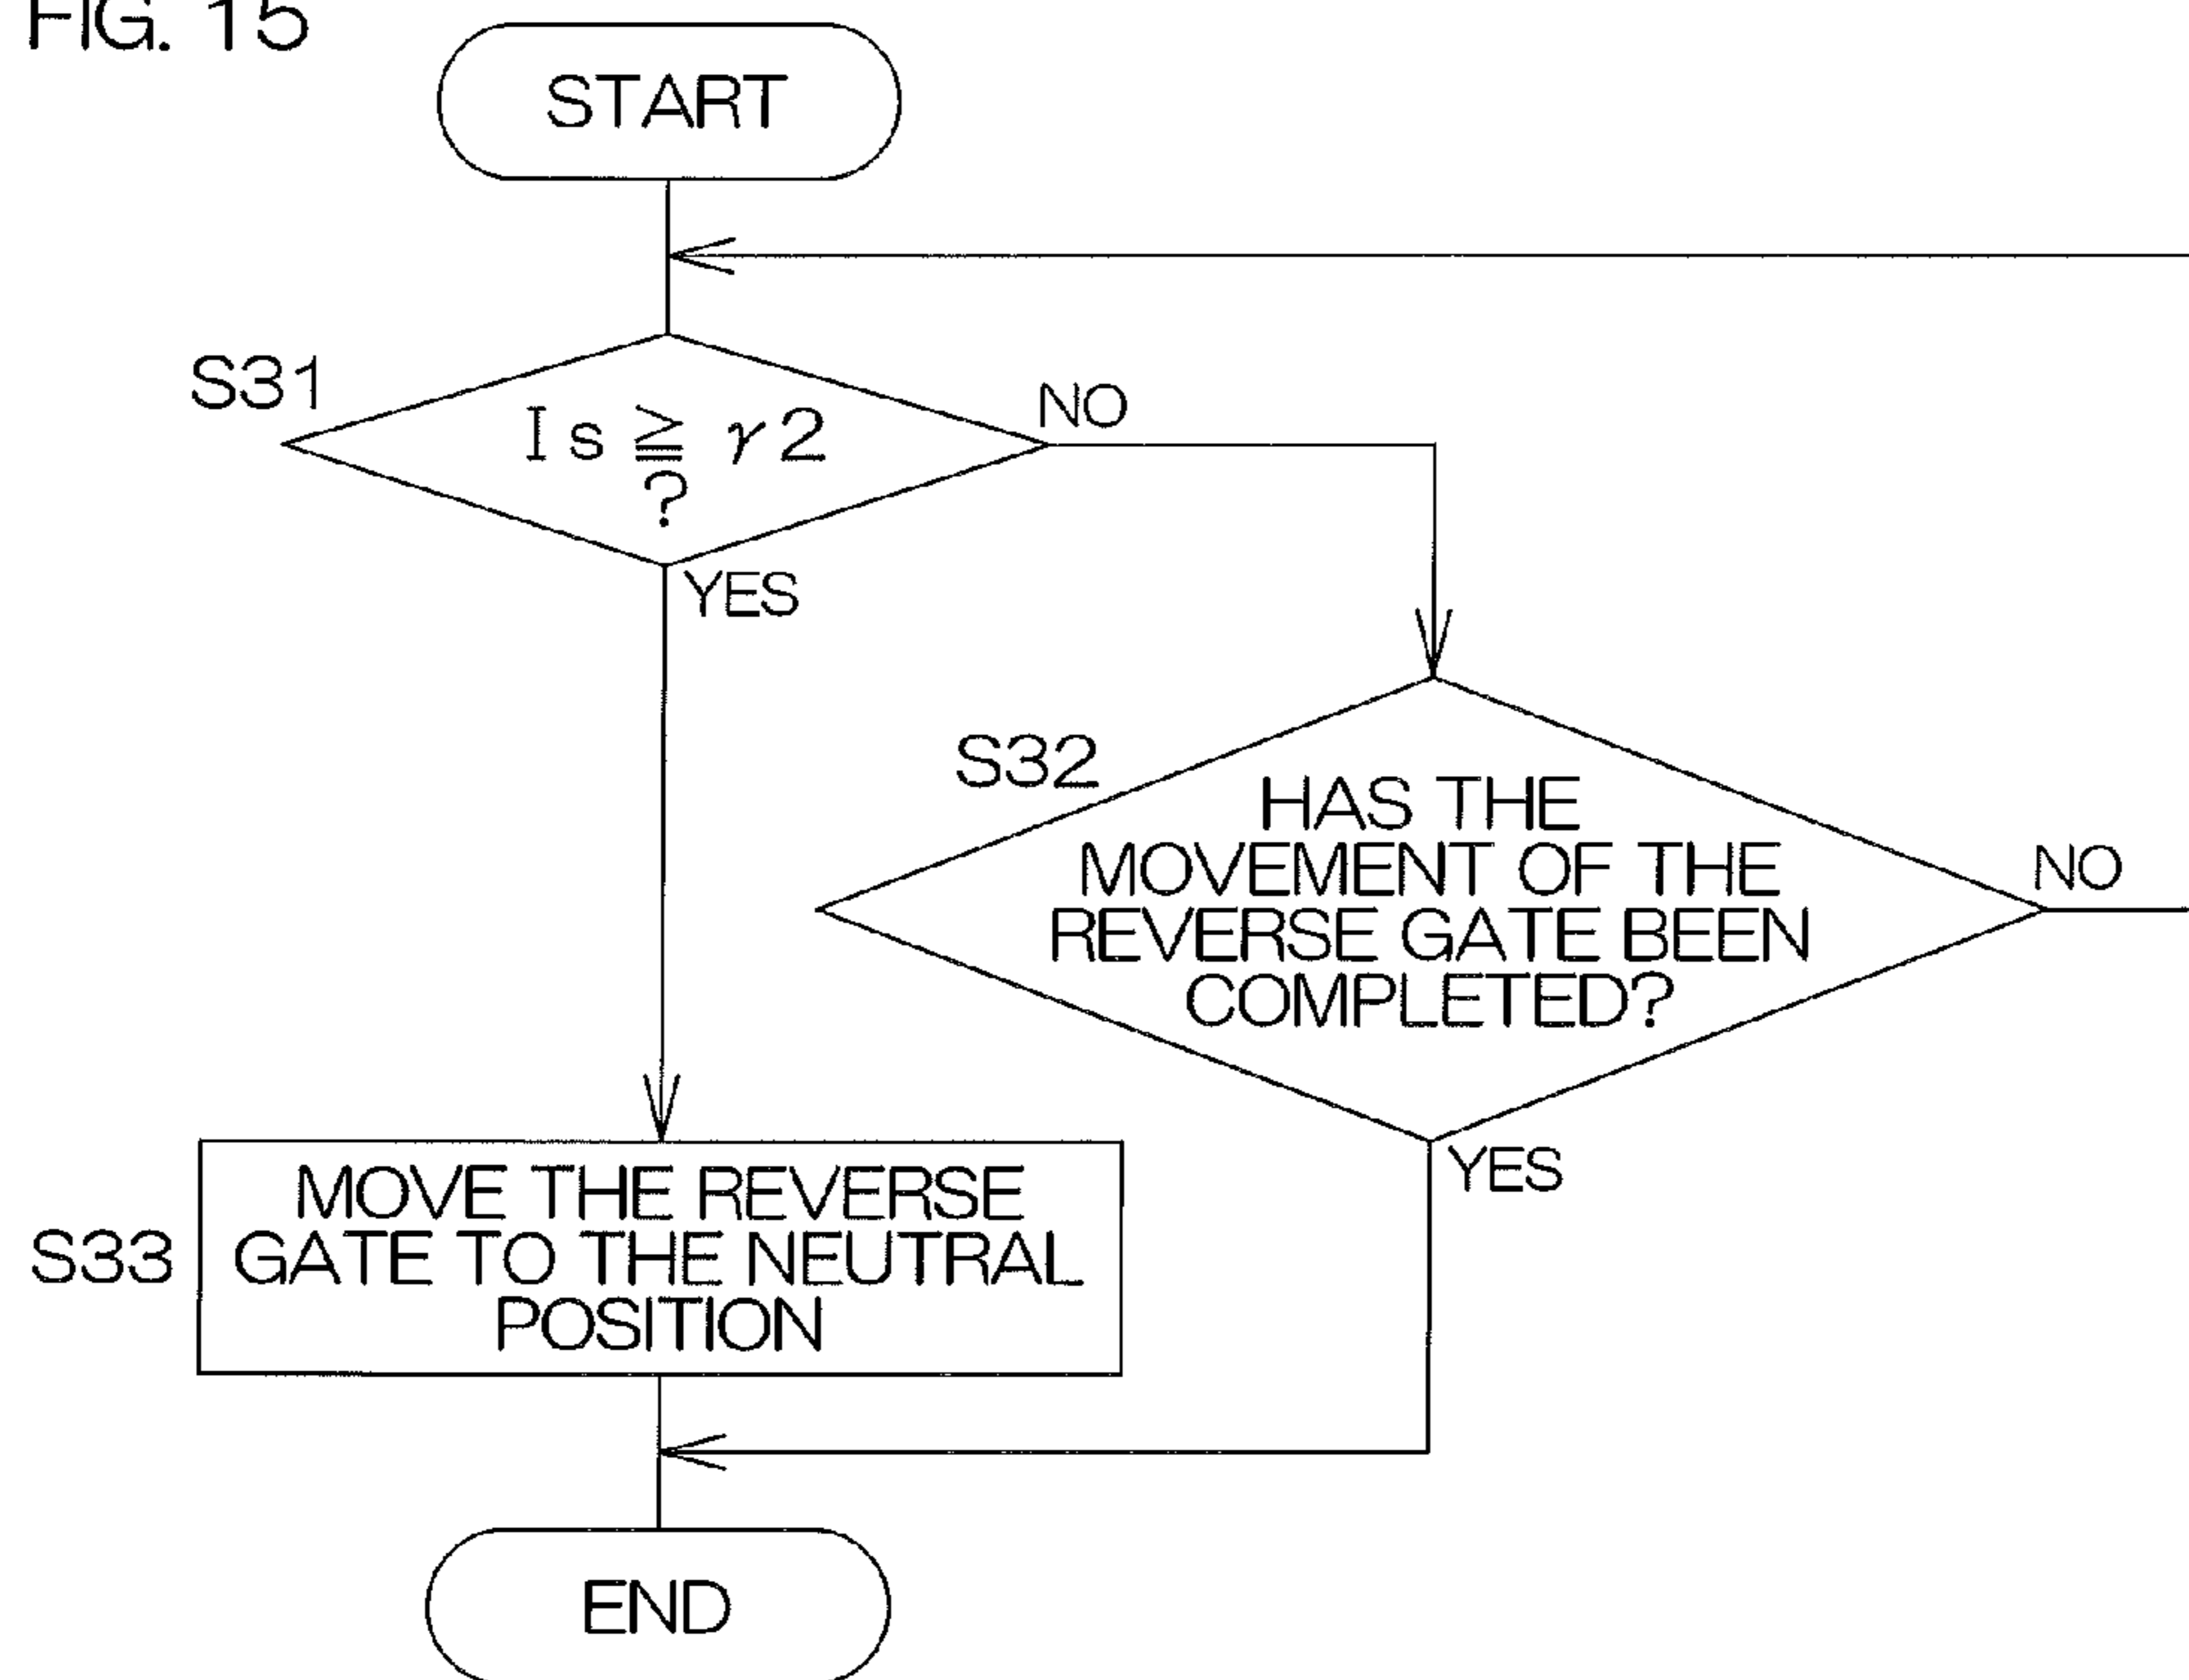 FIG. 15
START
S31
Is ≧ γ2
?
NO
YES
S32
HAS THE
MOVEMENT OF THE
REVERSE GATE BEEN
COMPLETED?
NO
YES
S33
MOVE THE REVERSE
GATE TO THE NEUTRAL
POSITION
END